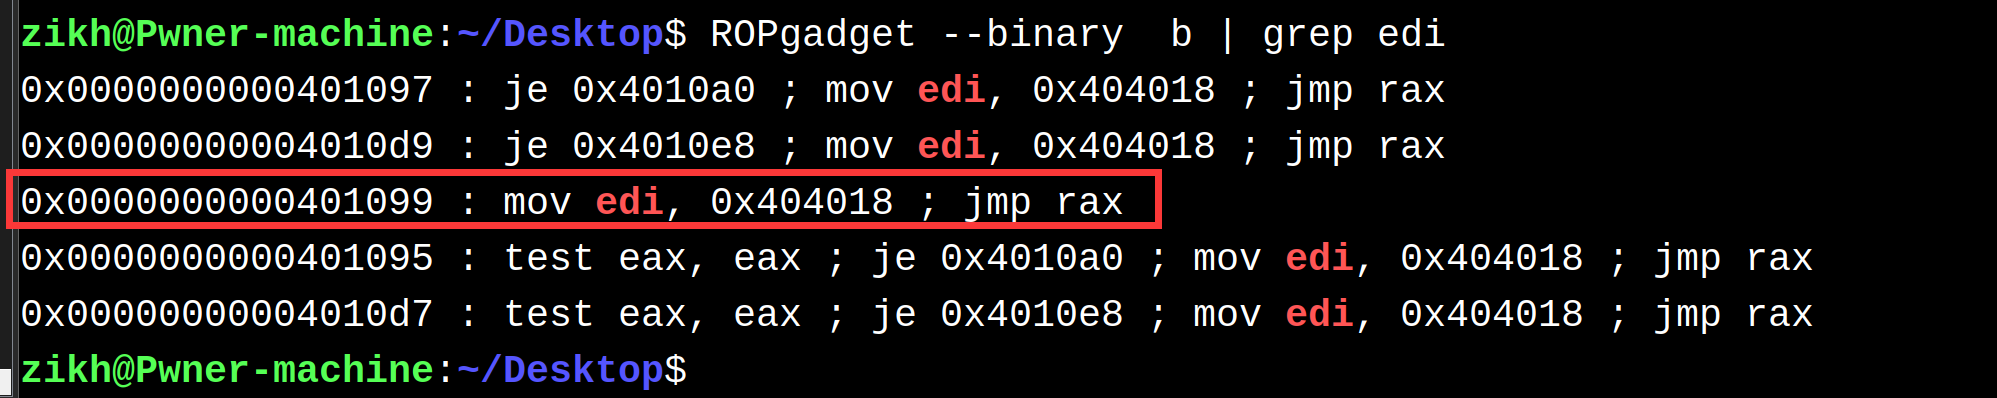 zikh@Pwner-machine:~/Desktop$ ROPgadget --binary  b | grep edi
0x0000000000401097 : je 0x4010a0 ; mov edi, 0x404018 ; jmp rax
0x00000000004010d9 : je 0x4010e8 ; mov edi, 0x404018 ; jmp rax
0x0000000000401099 : mov edi, 0x404018 ; jmp rax
0x0000000000401095 : test eax, eax ; je 0x4010a0 ; mov edi, 0x404018 ; jmp rax
0x00000000004010d7 : test eax, eax ; je 0x4010e8 ; mov edi, 0x404018 ; jmp rax
zikh@Pwner-machine:~/Desktop$